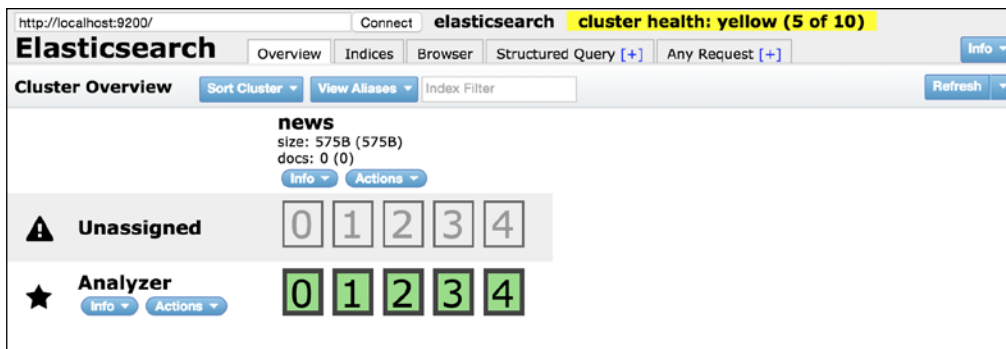 http://localhost:9200/ Connect elasticsearch cluster health: yellow (5 of 10)
Elasticsearch Overview Indices Browser Structured Query [+] Any Request [+] Info
Cluster Overview Sort Cluster View Aliases Index Filter Refresh
news
size: 575B (575B)
docs: 0 (0)
Info Actions
Unassigned 0 1 2 3 4
Analyzer 0 1 2 3 4
Info Actions